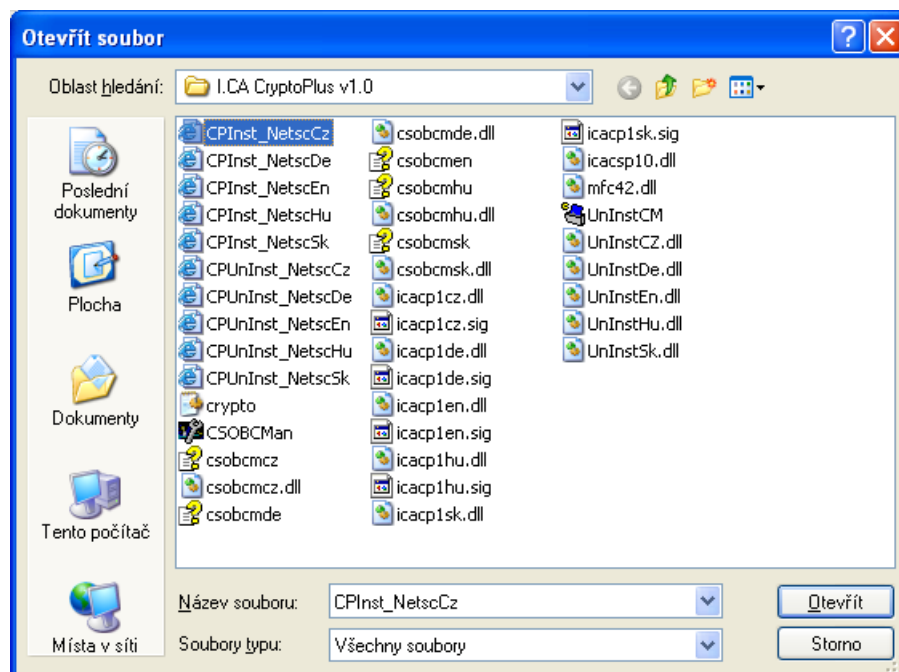 Otevřít soubor
Oblast hledání:
I.CA CryptoPlus v1.0
Poslední
dokumenty
Plocha
Dokumenty
Tento počítač
Místa v síti
CPInst_NetscCz
CPInst_NetscDe
CPInst_NetscEn
CPInst_NetscHu
CPInst_NetscSk
CPUnInst_NetscCz
CPUnInst_NetscDe
CPUnInst_NetscEn
CPUnInst_NetscHu
CPUnInst_NetscSk
crypto
CSOBCMan
csobcmcz
csobcmcz.dll
csobcmde
csobcmde.dll
csobcmen
csobcmhu
csobcmhu.dll
csobcmsk
csobcmsk.dll
icacp1cz.dll
icacp1cz.sig
icacp1de.dll
icacp1de.sig
icacp1en.dll
icacp1en.sig
icacp1hu.dll
icacp1hu.sig
icacp1sk.dll
icacp1sk.sig
icacsp10.dll
mfc42.dll
UnInstCM
UnInstCZ.dll
UnInstDe.dll
UnInstEn.dll
UnInstHu.dll
UnInstSk.dll
Název souboru:
CPInst_NetscCz
Otevřít
Soubory typu:
Všechny soubory
Storno